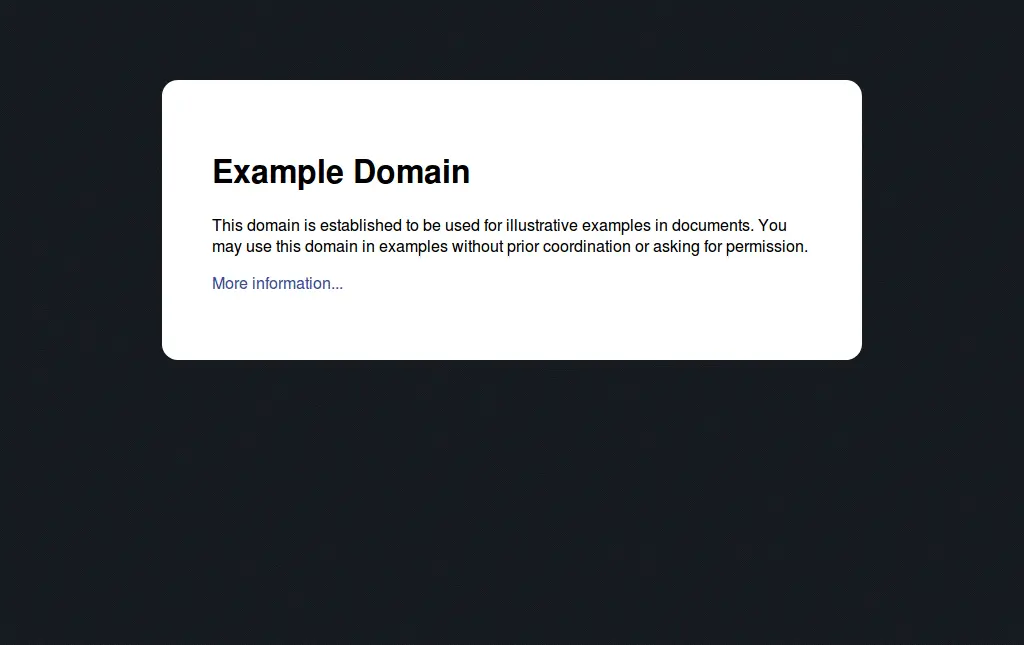 Example Domain
This domain is established to be used for illustrative examples in documents. You
may use this domain in examples without prior coordination or asking for permission.
More information...